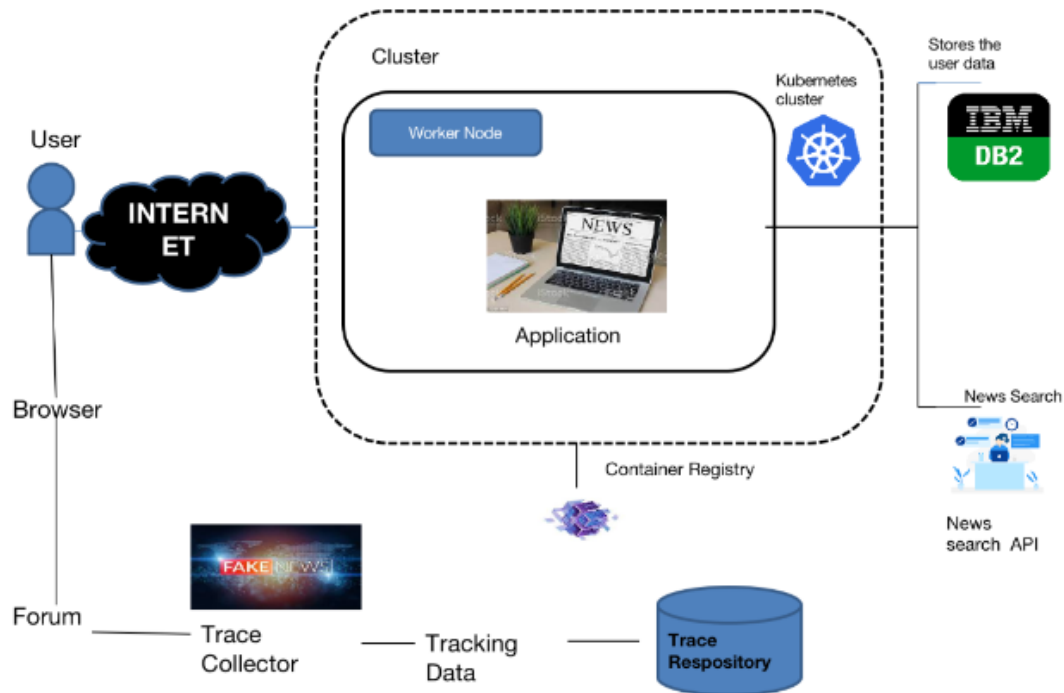 Cluster
Stores the
user data
Kubernetes
cluster
IBM
DB2
Worker Node
User
INTERN
ET
NEWS
Application
Browser
News Search
Container Registry
News
search API
FAKE NEWS
Forum
Trace
Collector
Tracking
Data
Trace
Respository